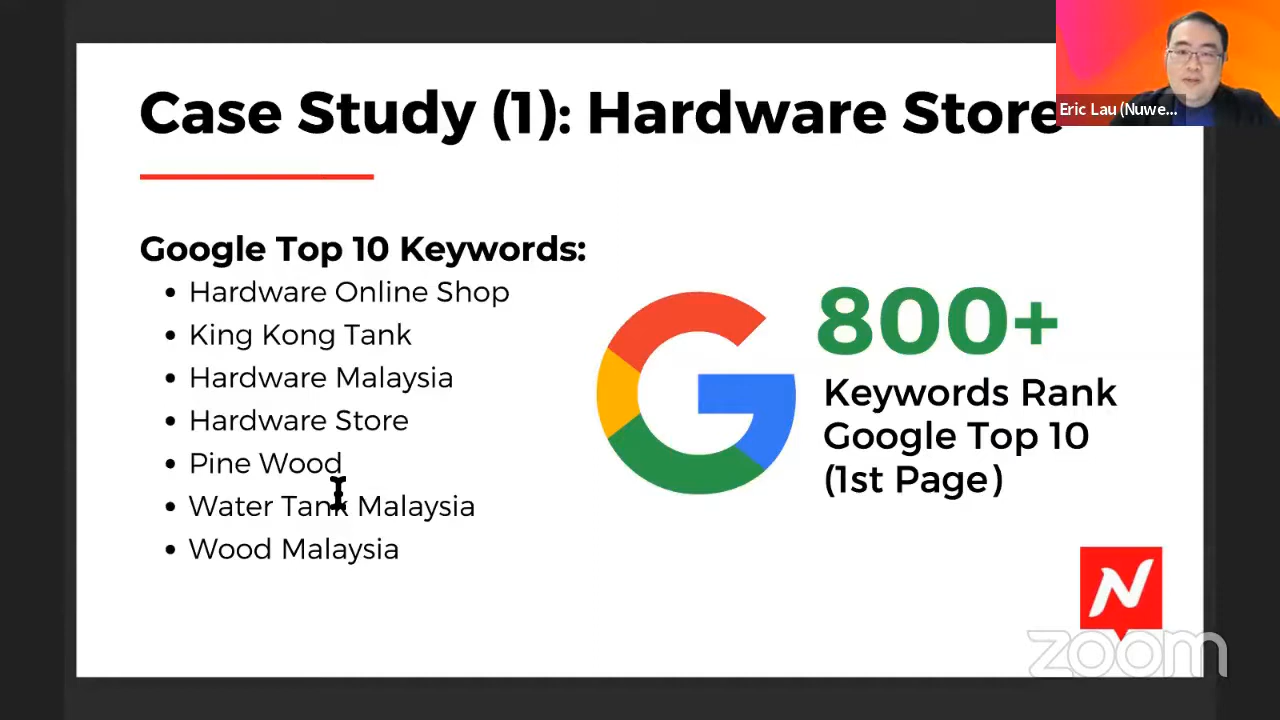 Case Study (1): Hardware Store
Eric Lau (Nuwe...
Google Top 10 Keywords:
• Hardware Online Shop
• King Kong Tank
• Hardware Malaysia
• Hardware Store
• Pine Wood
• Water Tank Malaysia
• Wood Malaysia
800+
Keywords Rank
Google Top 10
(1st Page)
N
zoom